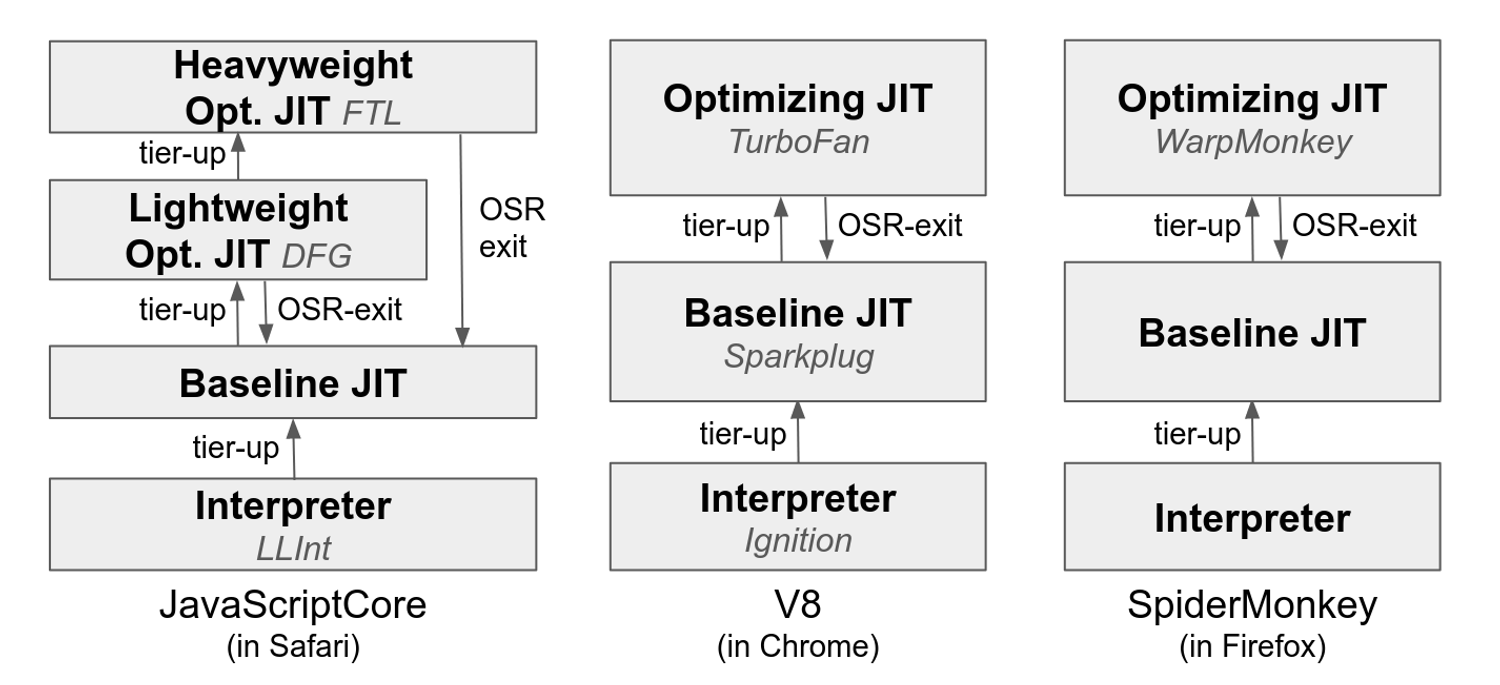 Heavyweight
Opt. JIT FTL
tier-up
Lightweight
Opt. JIT DFG
OSR
exit
tier-up
OSR-exit
Baseline JIT
tier-up
Interpreter
LLInt
JavaScriptCore
(in Safari)
Optimizing JIT
TurboFan
tier-up
OSR-exit
Baseline JIT
Sparkplug
tier-up
Interpreter
Ignition
V8
(in Chrome)
Optimizing JIT
WarpMonkey
tier-up
OSR-exit
Baseline JIT
tier-up
Interpreter
SpiderMonkey
(in Firefox)